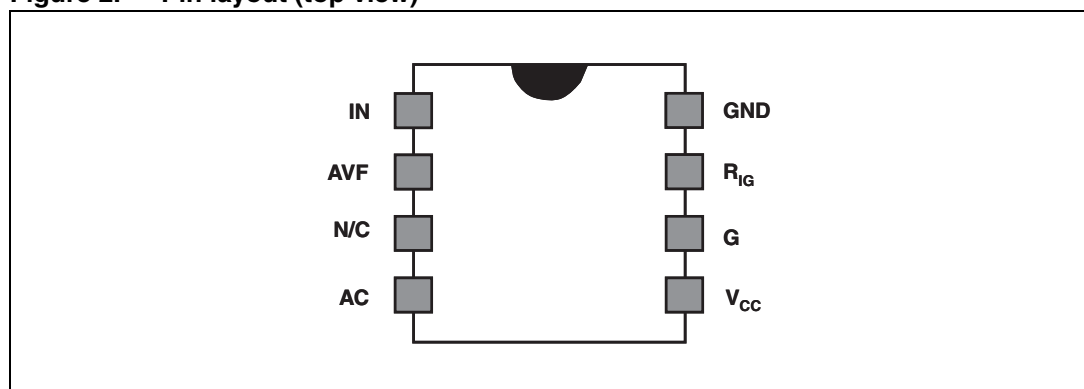 Figure 2. Pin layout (top view)
IN
GND
AVF
RIG
N/C
G
AC
VCC